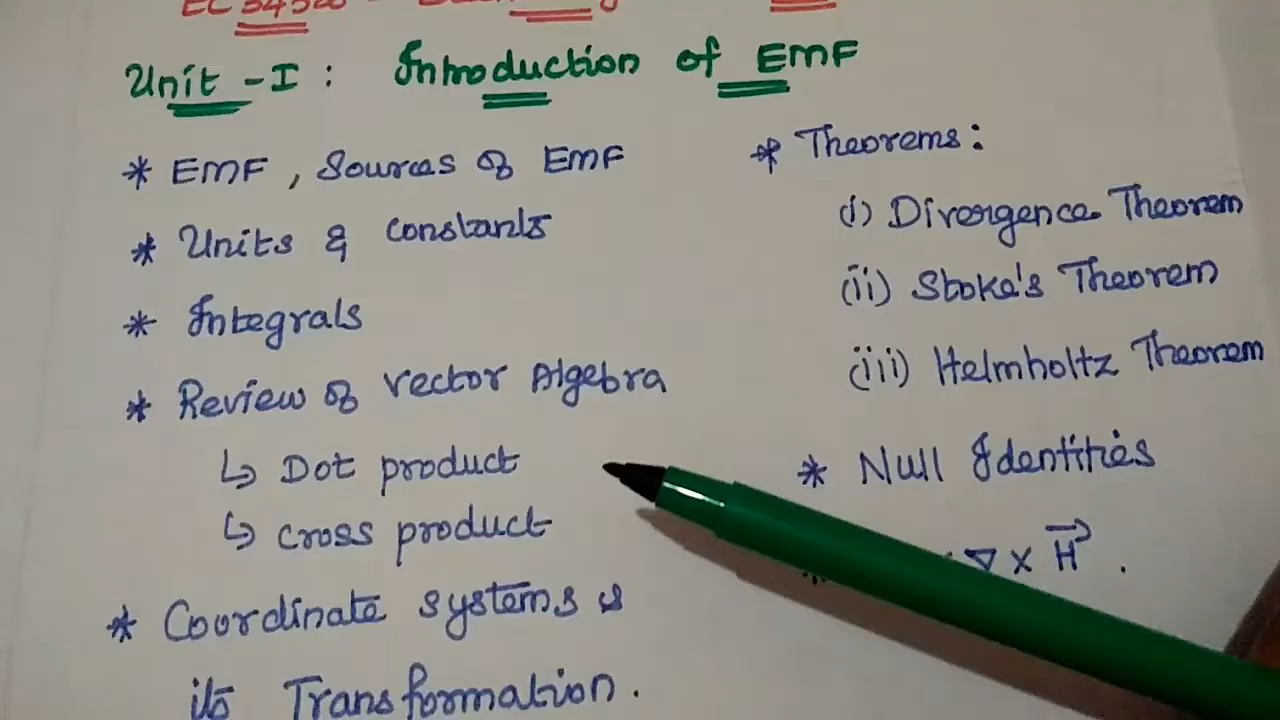 Unit - I : Introduction of EMF
* EMF , Sources of EMF
* Units & constants
* Integrals
* Review of vector Algebra
↳ Dot product
↳ cross product
* Coordinate systems &
its Transformation.
* Theorems:
(i) Divergence Theorem
(ii) Stoke's Theorem
(iii) Helmholtz Theorem
* Null Identities
∇ × H⃗ .